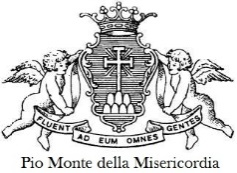 FLUENT AD EUM OMNES GENTES
Pio Monte della Misericordia